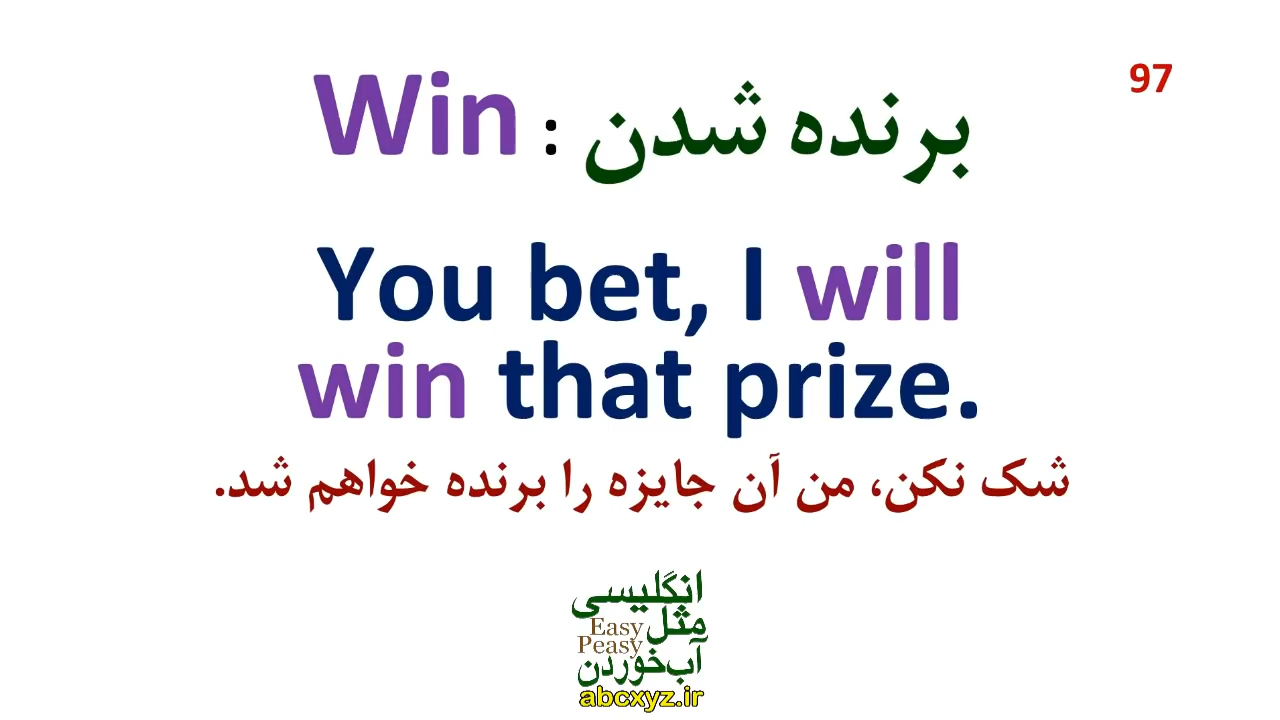 97
Win : برنده شدن
You bet, I will
win that prize.
شک نکن، من آن جایزه را برنده خواهم شد.
انگلیسی
مثل
Easy
Peasy
آب‌خوردن
abcxyz.ir